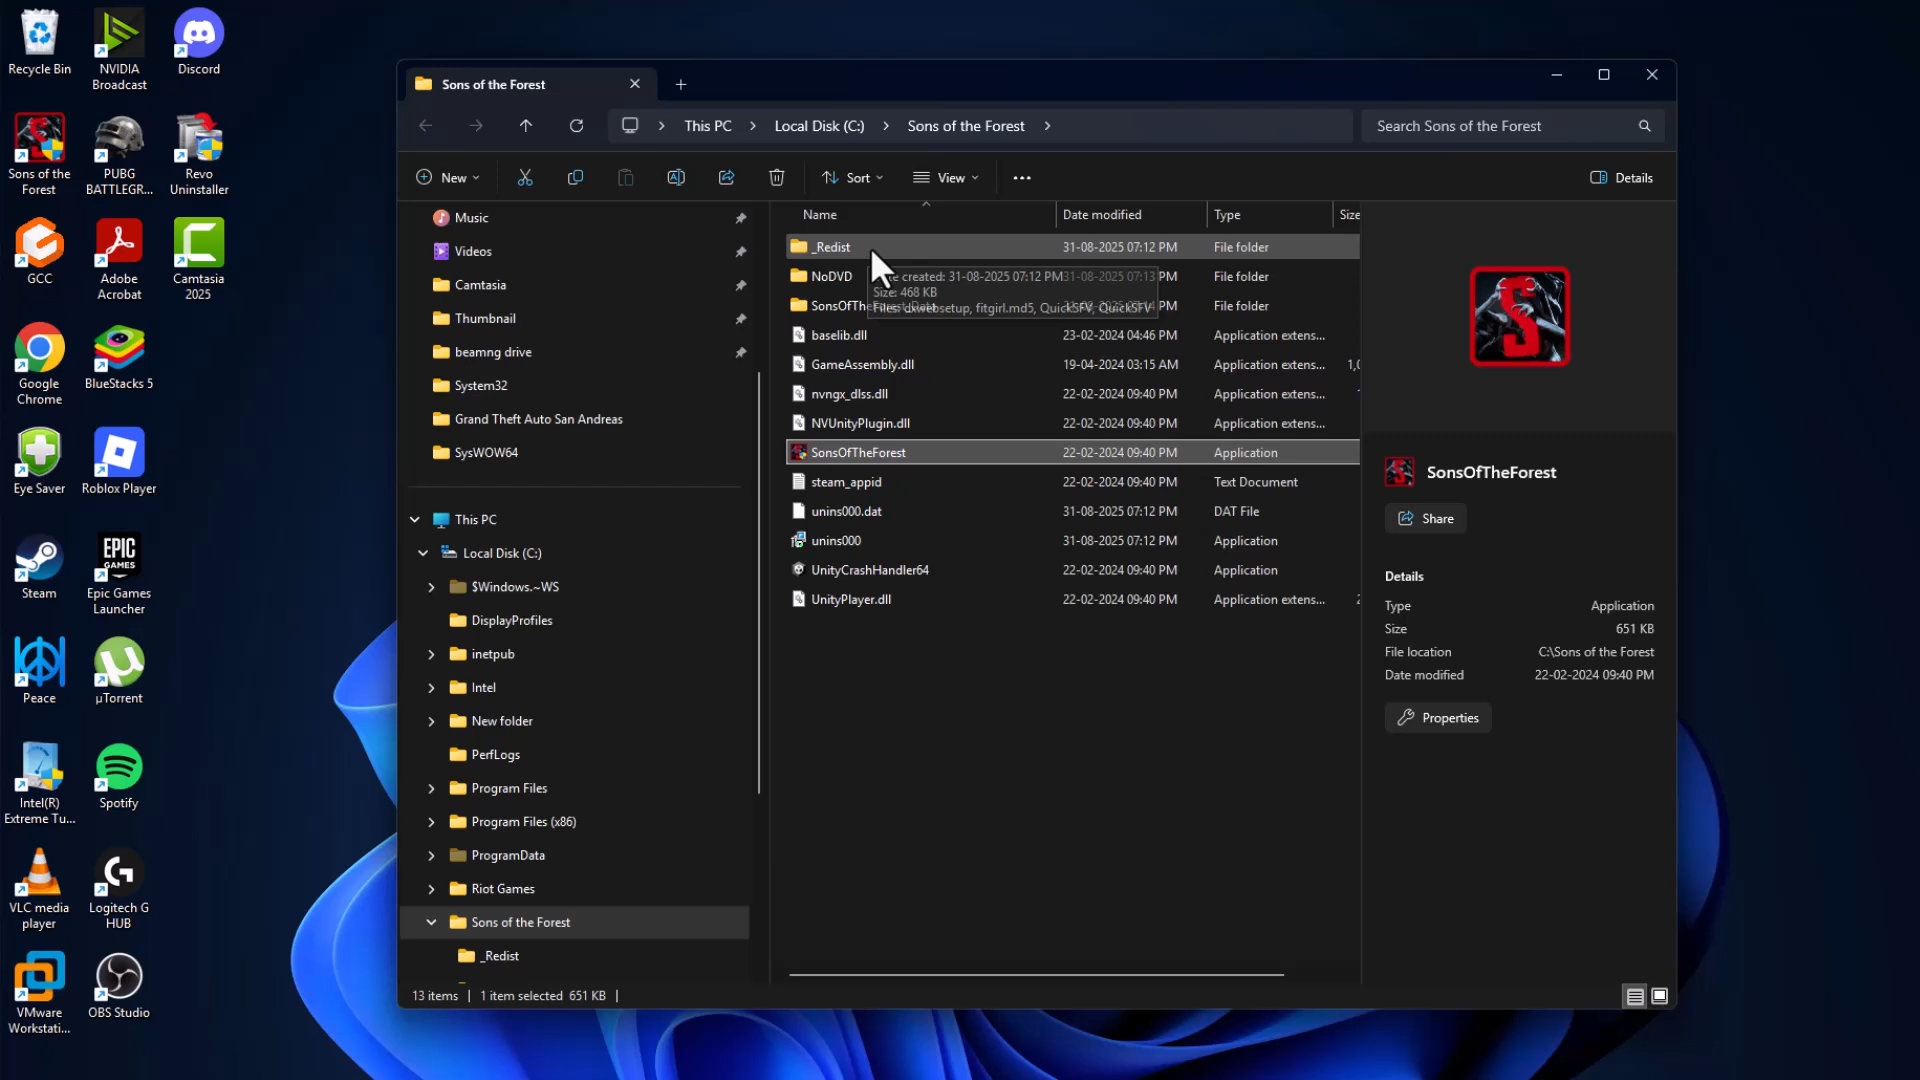 Recycle Bin
NVIDIA
Broadcast
Discord
Sons of the
Forest
PUBG
BATTLEGR...
Revo
Uninstaller
GCC
Adobe
Acrobat
Camtasia
2025
Google
Chrome
BlueStacks 5
Eye Saver
Roblox Player
Steam
EPIC
GAMES
Epic Games
Launcher
Peace
µTorrent
Intel(R)
Extreme Tu...
Spotify
VLC media
player
Logitech G
HUB
VMware
Workstati...
OBS Studio
Sons of the Forest
This PC
Local Disk (C:)
Sons of the Forest
Search Sons of the Forest
New
Sort
View
Details
Music
Videos
Camtasia
Thumbnail
beamng drive
System32
Grand Theft Auto San Andreas
SysWOW64
This PC
Local Disk (C:)
$Windows.~WS
DisplayProfiles
inetpub
Intel
New folder
PerfLogs
Program Files
Program Files (x86)
ProgramData
Riot Games
Sons of the Forest
_Redist
Name Date modified Type Size
_Redist 31-08-2025 07:12 PM File folder
NoDVD File folder
File folder
created: 31-08-2025 07:12 PM
Size: 468 KB
fitgirl.md5, QuickSFV, QuickSFV
baselib.dll 23-02-2024 04:46 PM Application extens...
GameAssembly.dll 19-04-2024 03:15 AM Application extens... 1,0
nvngx_dlss.dll 22-02-2024 09:40 PM Application extens...
NVUnityPlugin.dll 22-02-2024 09:40 PM Application extens...
SonsOfTheForest 22-02-2024 09:40 PM Application
steam_appid 22-02-2024 09:40 PM Text Document
unins000.dat 31-08-2025 07:12 PM DAT File
unins000 31-08-2025 07:12 PM Application
UnityCrashHandler64 22-02-2024 09:40 PM Application
UnityPlayer.dll 22-02-2024 09:40 PM Application extens... 2
SonsOfTheForest
Share
Details
Type Application
Size 651 KB
File location C:\Sons of the Forest
Date modified 22-02-2024 09:40 PM
Properties
13 items
1 item selected 651 KB